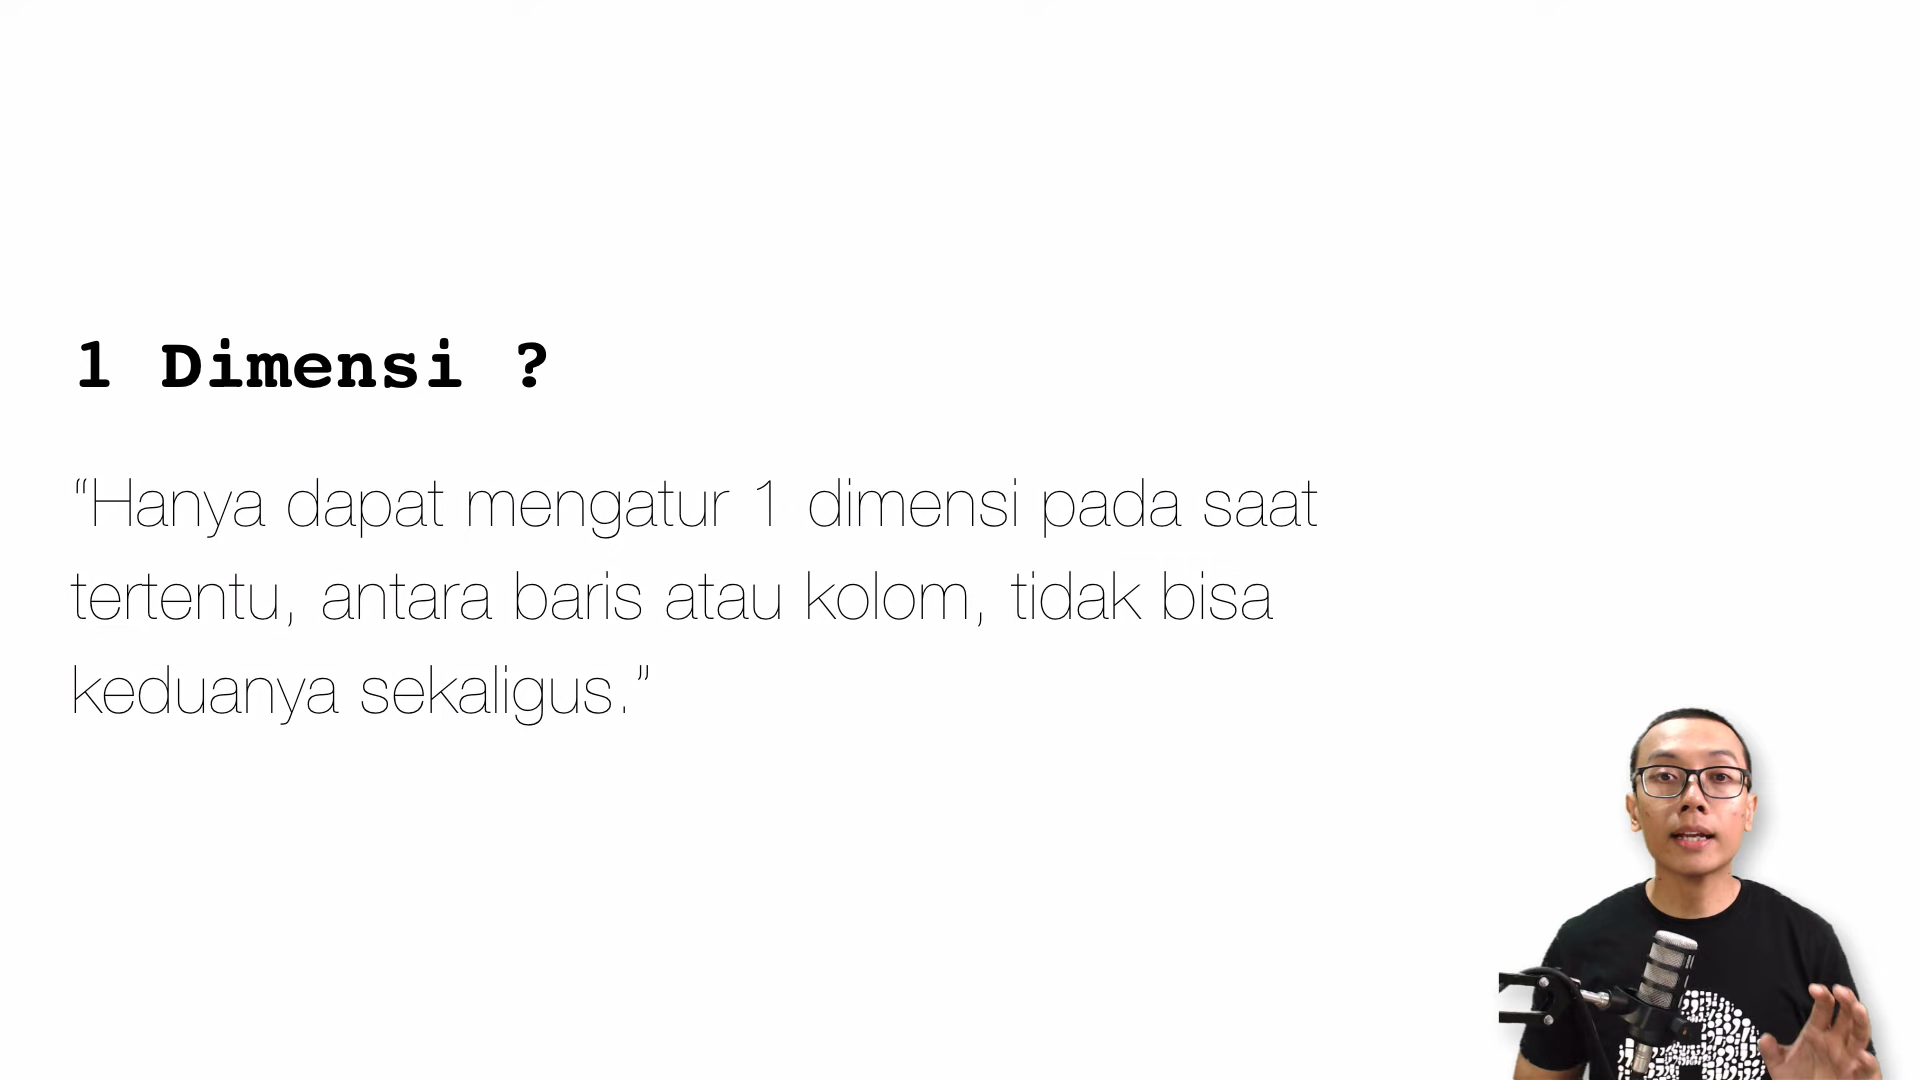 1 Dimensi ?
“Hanya dapat mengatur 1 dimensi pada saat
tertentu, antara baris atau kolom, tidak bisa
keduanya sekaligus.”